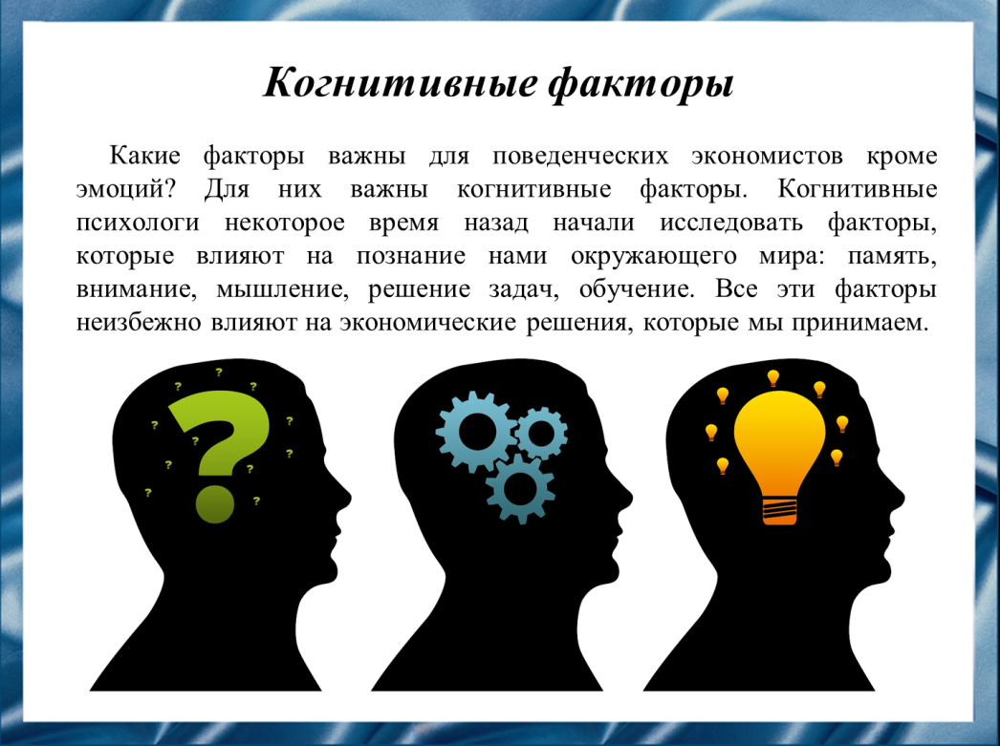 Когнитивные факторы
Какие факторы важны для поведенческих экономистов кроме
эмоций? Для них важны когнитивные факторы. Когнитивные
психологи некоторое время назад начали исследовать факторы,
которые влияют на познание нами окружающего мира: память,
внимание, мышление, решение задач, обучение. Все эти факторы
неизбежно влияют на экономические решения, которые мы принимаем.